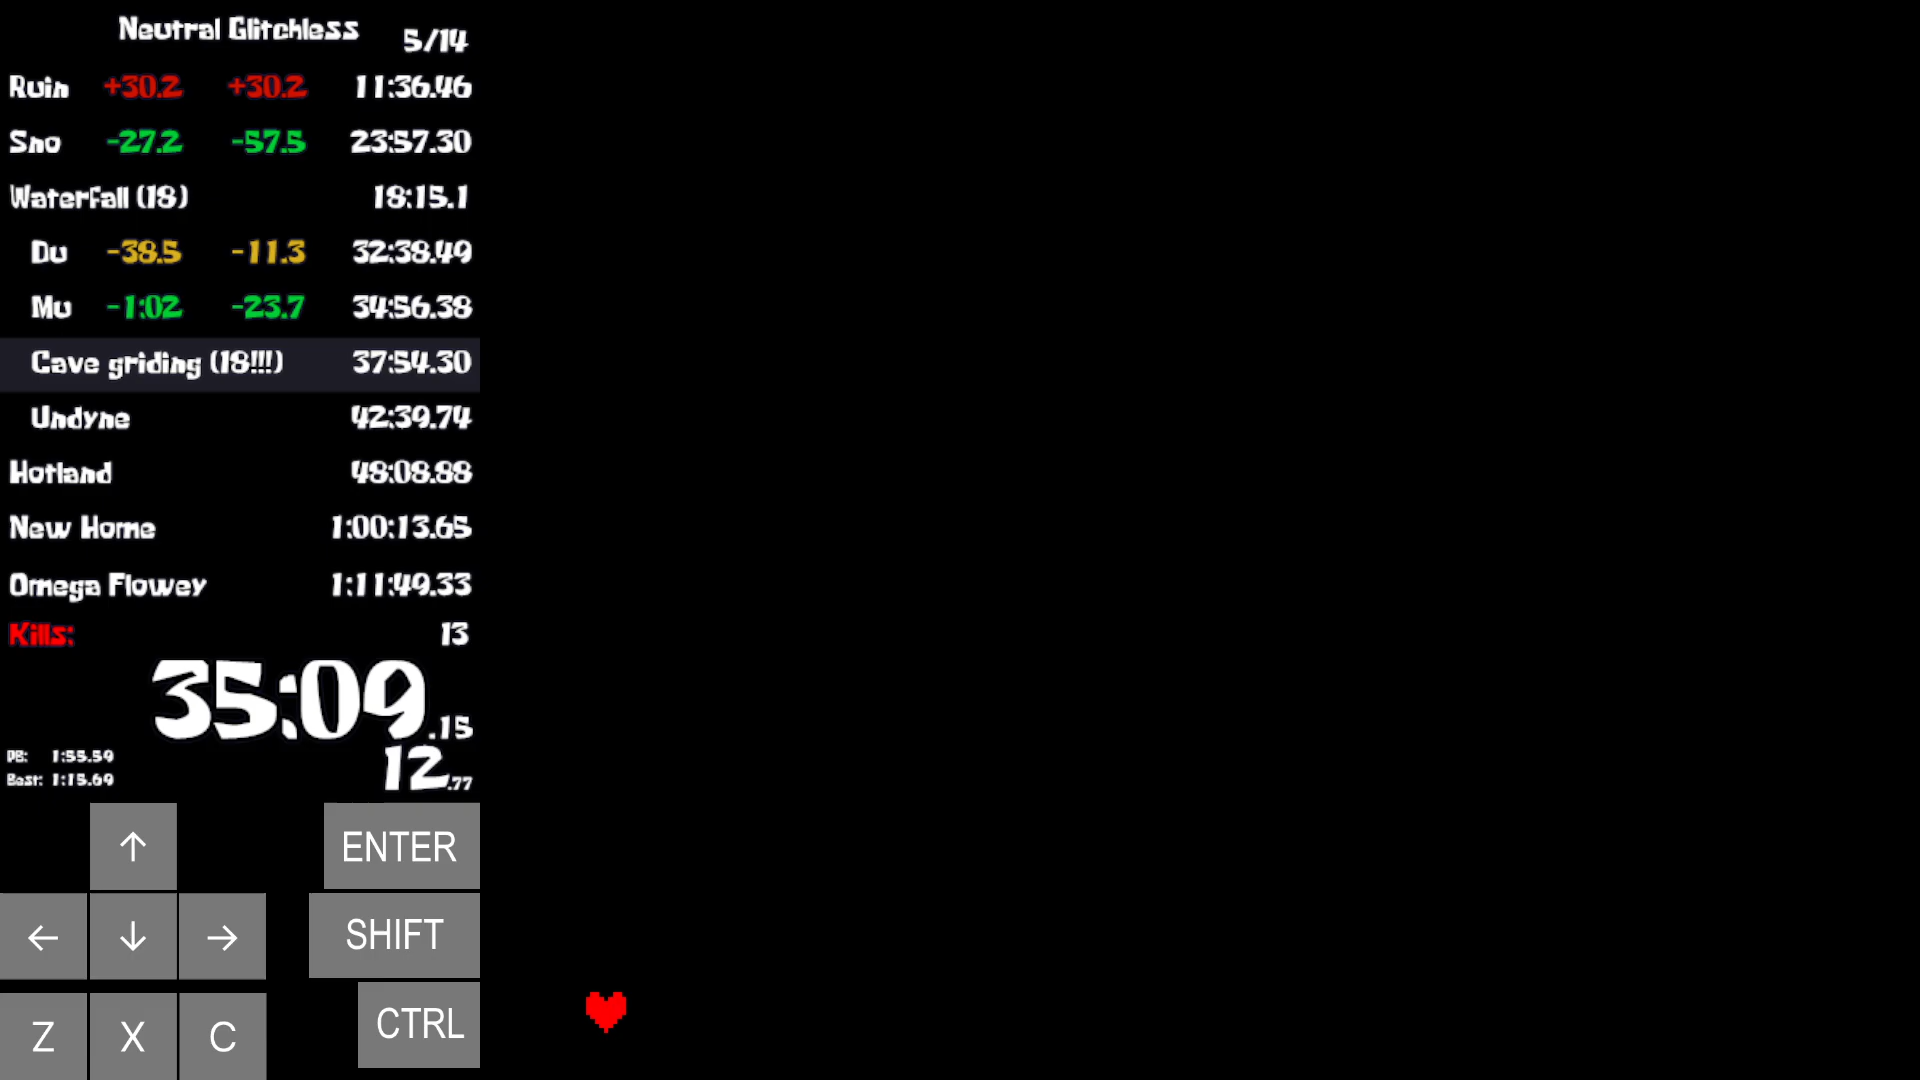 Neutral Glitchless 5/14
Ruin +30.2 +30.2 11:36.46
Sno -27.2 -57.5 23:57.30
Waterfall (18) 18:15.1
Du -38.5 -11.3 32:38.49
Mu -1:02 -23.7 34:56.38
Cave griding (18!!!) 37:54.30
Undyne 42:39.74
Hotland 48:08.88
New Home 1:00:13.65
Omega Flowey 1:11:49.33
Kills: 13
35:09.15
PB: 1:55.59 12.77
Best: 1:15.69
↑ ENTER
← ↓ → SHIFT
Z X C CTRL